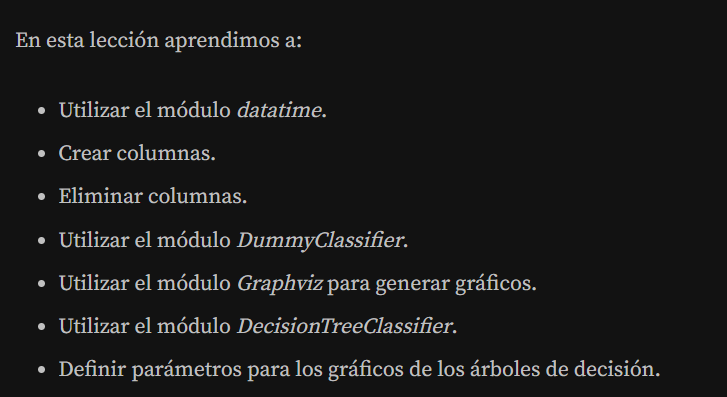 En esta lección aprendimos a:
• Utilizar el módulo datatime.
• Crear columnas.
• Eliminar columnas.
• Utilizar el módulo DummyClassifier.
• Utilizar el módulo Graphviz para generar gráficos.
• Utilizar el módulo DecisionTreeClassifier.
• Definir parámetros para los gráficos de los árboles de decisión.